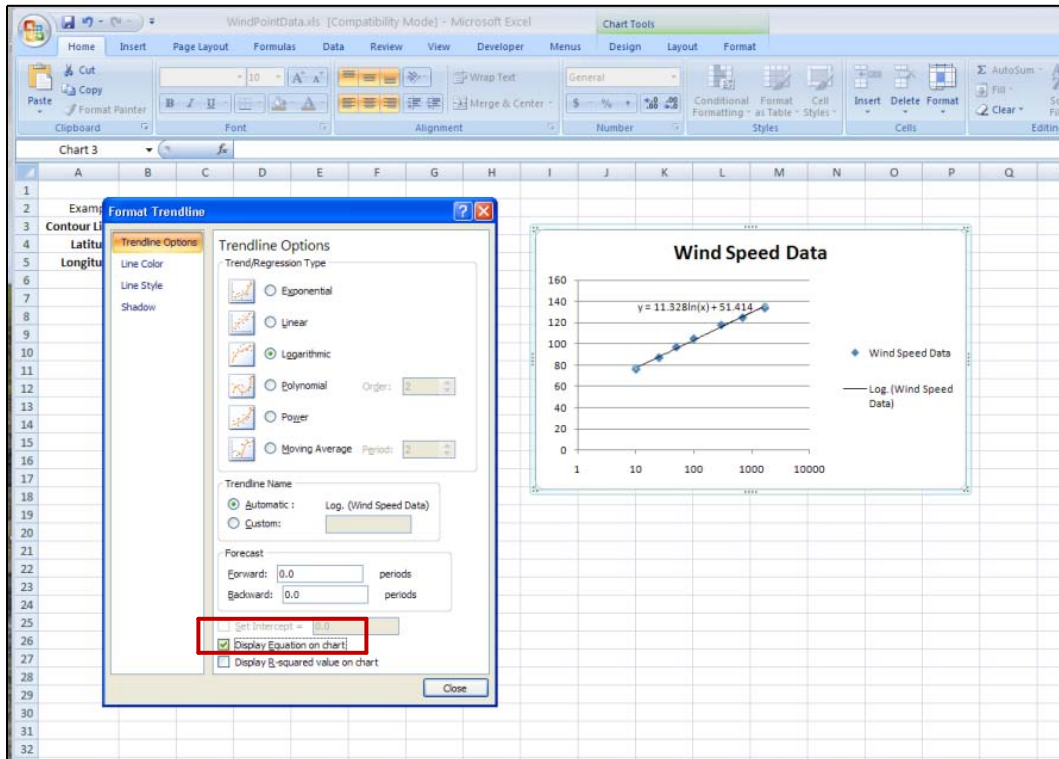 WindPointData.xls [Compatibility Mode] - Microsoft Excel
Chart Tools
Home Insert Page Layout Formulas Data Review View Developer Menus Design Layout Format
Cut
Copy
Format Painter
Paste
Clipboard
10
A A
B I U
A
Font
Wrap Text
Merge & Center
Alignment
General
$ % ,
Number
Conditional Formatting
Format as Table
Cell Styles
Styles
Insert Delete Format
Cells
AutoSum
Fill
Clear
Chart 3
fx
A B C D E F G H I J K L M N O P Q
1
2 Examp
3 Contour Li
4 Latitu
5 Longitu
6
7
8
9
10
11
12
13
14
15
16
17
18
19
20
21
22
23
24
25
26
27
28
29
30
31
32
Format Trendline
?
Trendline Options
Line Color
Line Style
Shadow
Trendline Options
Trend/Regression Type
Exponential
Linear
Logarithmic
Polynomial Order: 2
Power
Moving Average Period: 2
Trendline Name
Automatic : Log. (Wind Speed Data)
Custom:
Forecast
Forward: 0.0 periods
Backward: 0.0 periods
Set Intercept = 0.0
Display Equation on chart
Display R-squared value on chart
Close
Wind Speed Data
160
140
120
100
80
60
40
20
0
y = 11.328ln(x) + 51.414
1 10 100 1000 10000
Wind Speed Data
Log. (Wind Speed
Data)